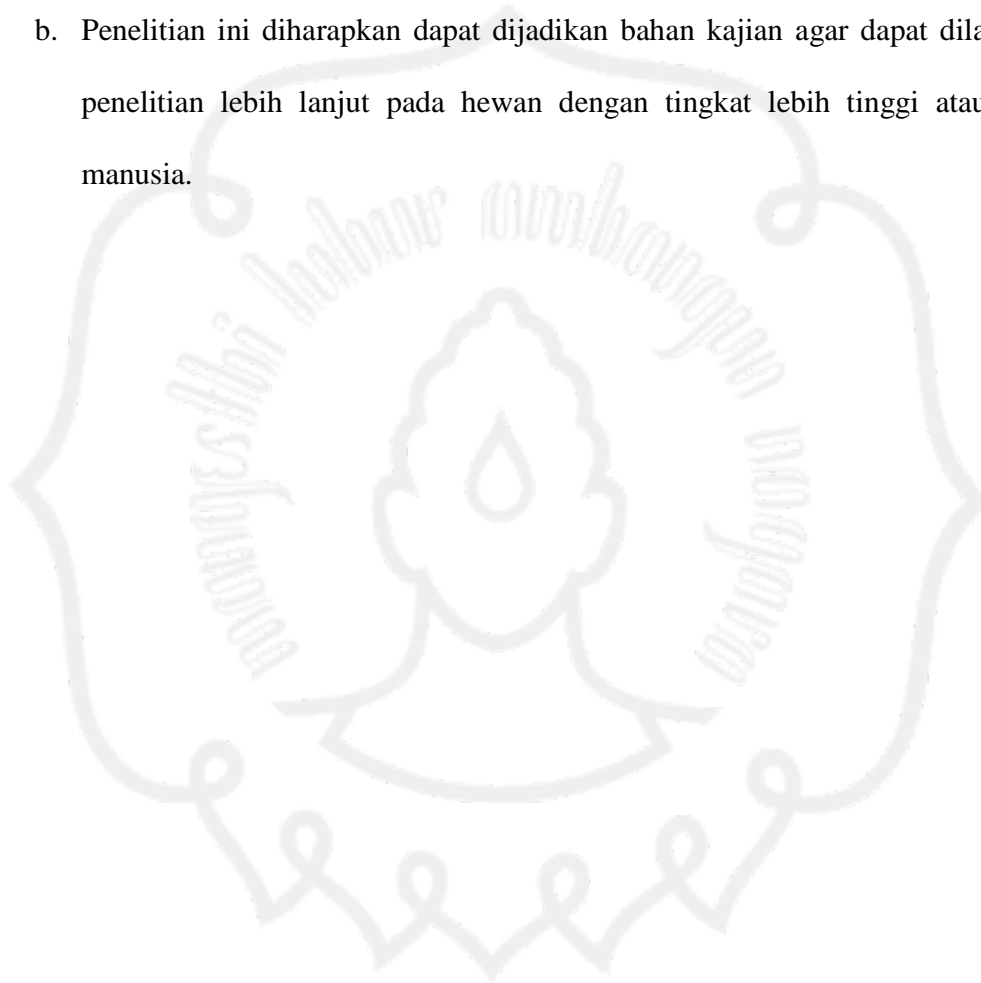 b. Penelitian ini diharapkan dapat dijadikan bahan kajian agar dapat
penelitian lebih lanjut pada hewan dengan tingkat lebih tinggi atau
manusia.